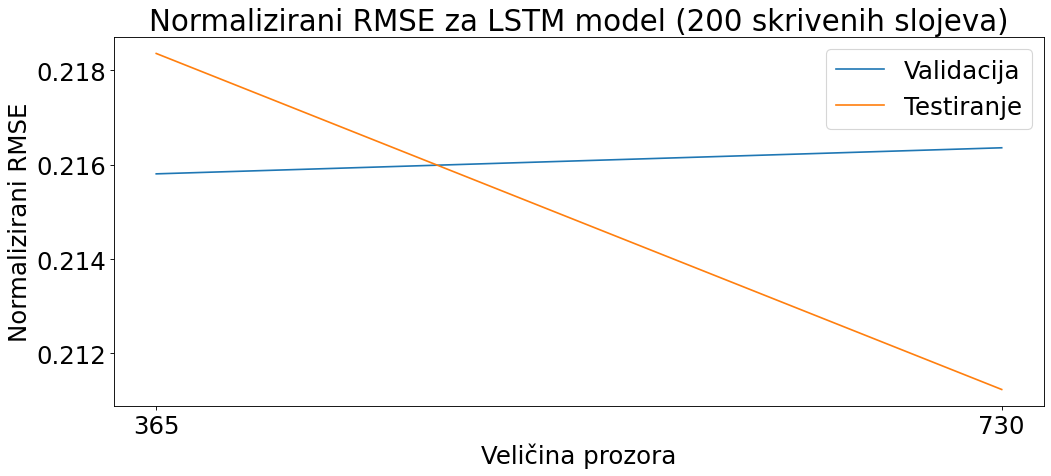 Normalizirani RMSE za LSTM model (200 skrivenih slojeva)
Normalizirani RMSE
0.218
0.216
0.214
0.212
Validacija
Testiranje
365
730
Veličina prozora